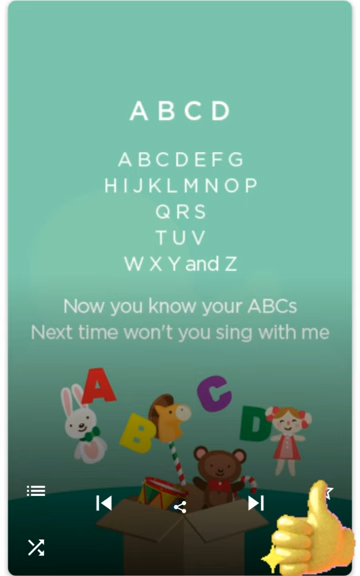 A B C D
A B C D E F G
H I J K L M N O P
Q R S
T U V
W X Y and Z
Now you know your ABCs
Next time won't you sing with me
A
B
C
D